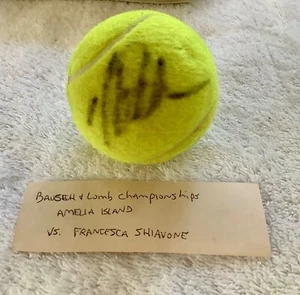 BAUSCH & Lomb Championships
AMELIA ISLAND
VS. FRANCESCA SHIAVONE